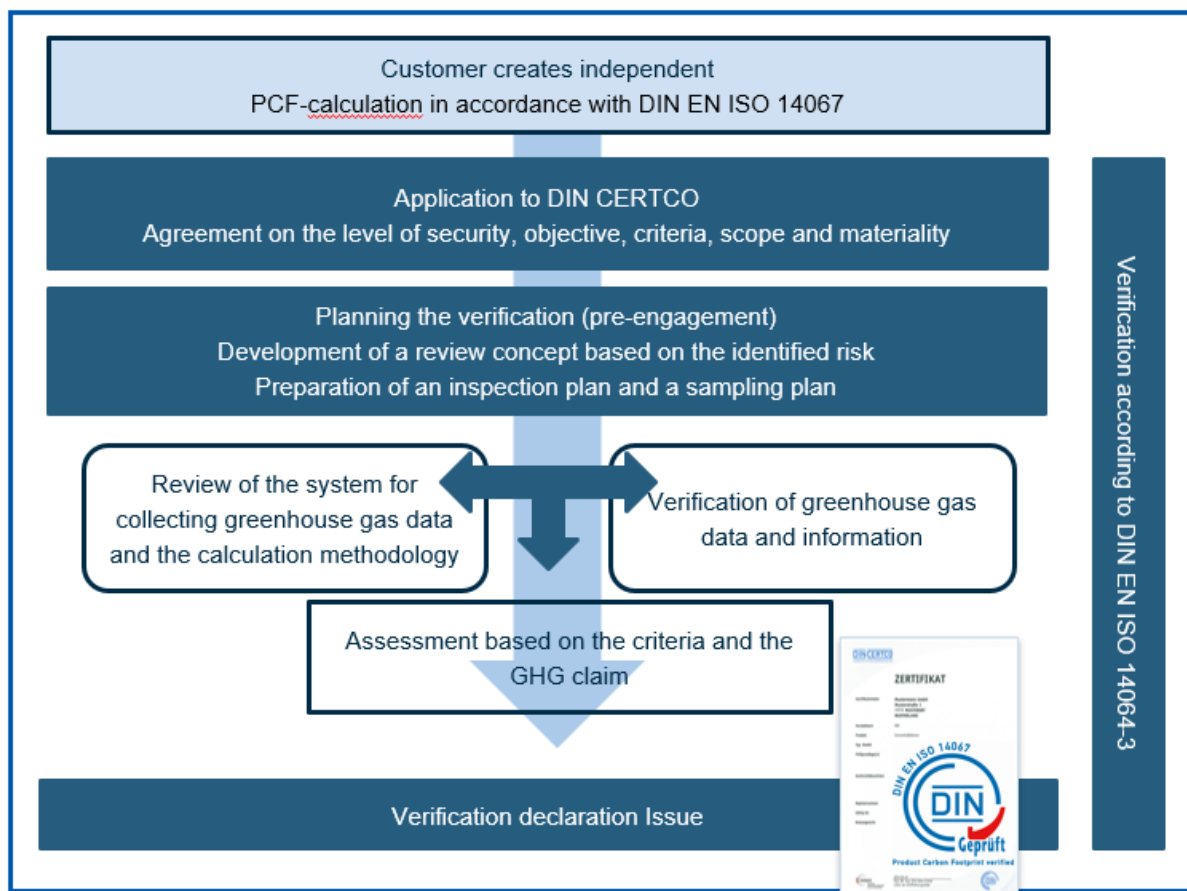 Customer creates independent
PCF-calculation in accordance with DIN EN ISO 14067
Application to DIN CERTCO
Agreement on the level of security, objective, criteria, scope and materiality
Planning the verification (pre-engagement)
Development of a review concept based on the identified risk
Preparation of an inspection plan and a sampling plan
Review of the system for
collecting greenhouse gas data
and the calculation methodology
Verification of greenhouse gas
data and information
Assessment based on the criteria and the
GHG claim
Verification declaration Issue
Verification according to DIN EN ISO 14064-3
DIN CERTCO
ZERTIFIKAT
DIN EN ISO 14067
DIN
Geprüft
Product Carbon Footprint verified